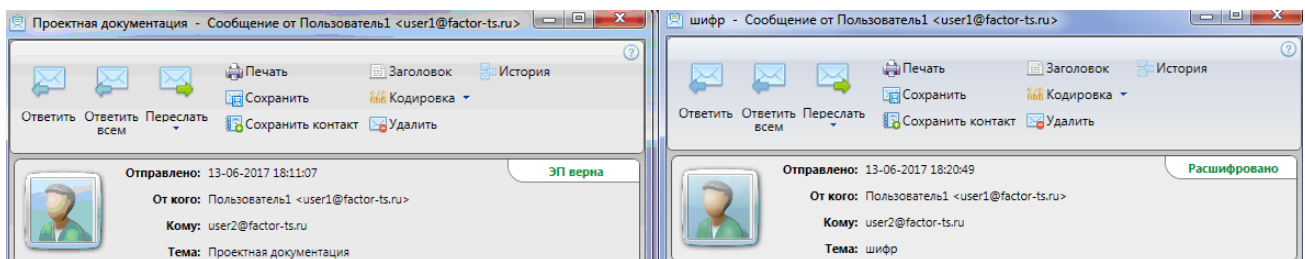 Проектная документация - Сообщение от Пользователь1 <user1@factor-ts.ru>
Печать Заголовок История
Сохранить Кодировка
Ответить Ответить всем Переслать Сохранить контакт Удалить
Отправлено: 13-06-2017 18:11:07 ЭП верна
От кого: Пользователь1 <user1@factor-ts.ru>
Кому: user2@factor-ts.ru
Тема: Проектная документация
шифр - Сообщение от Пользователь1 <user1@factor-ts.ru>
Печать Заголовок История
Сохранить Кодировка
Ответить Ответить всем Переслать Сохранить контакт Удалить
Отправлено: 13-06-2017 18:20:49 Расшифровано
От кого: Пользователь1 <user1@factor-ts.ru>
Кому: user2@factor-ts.ru
Тема: шифр